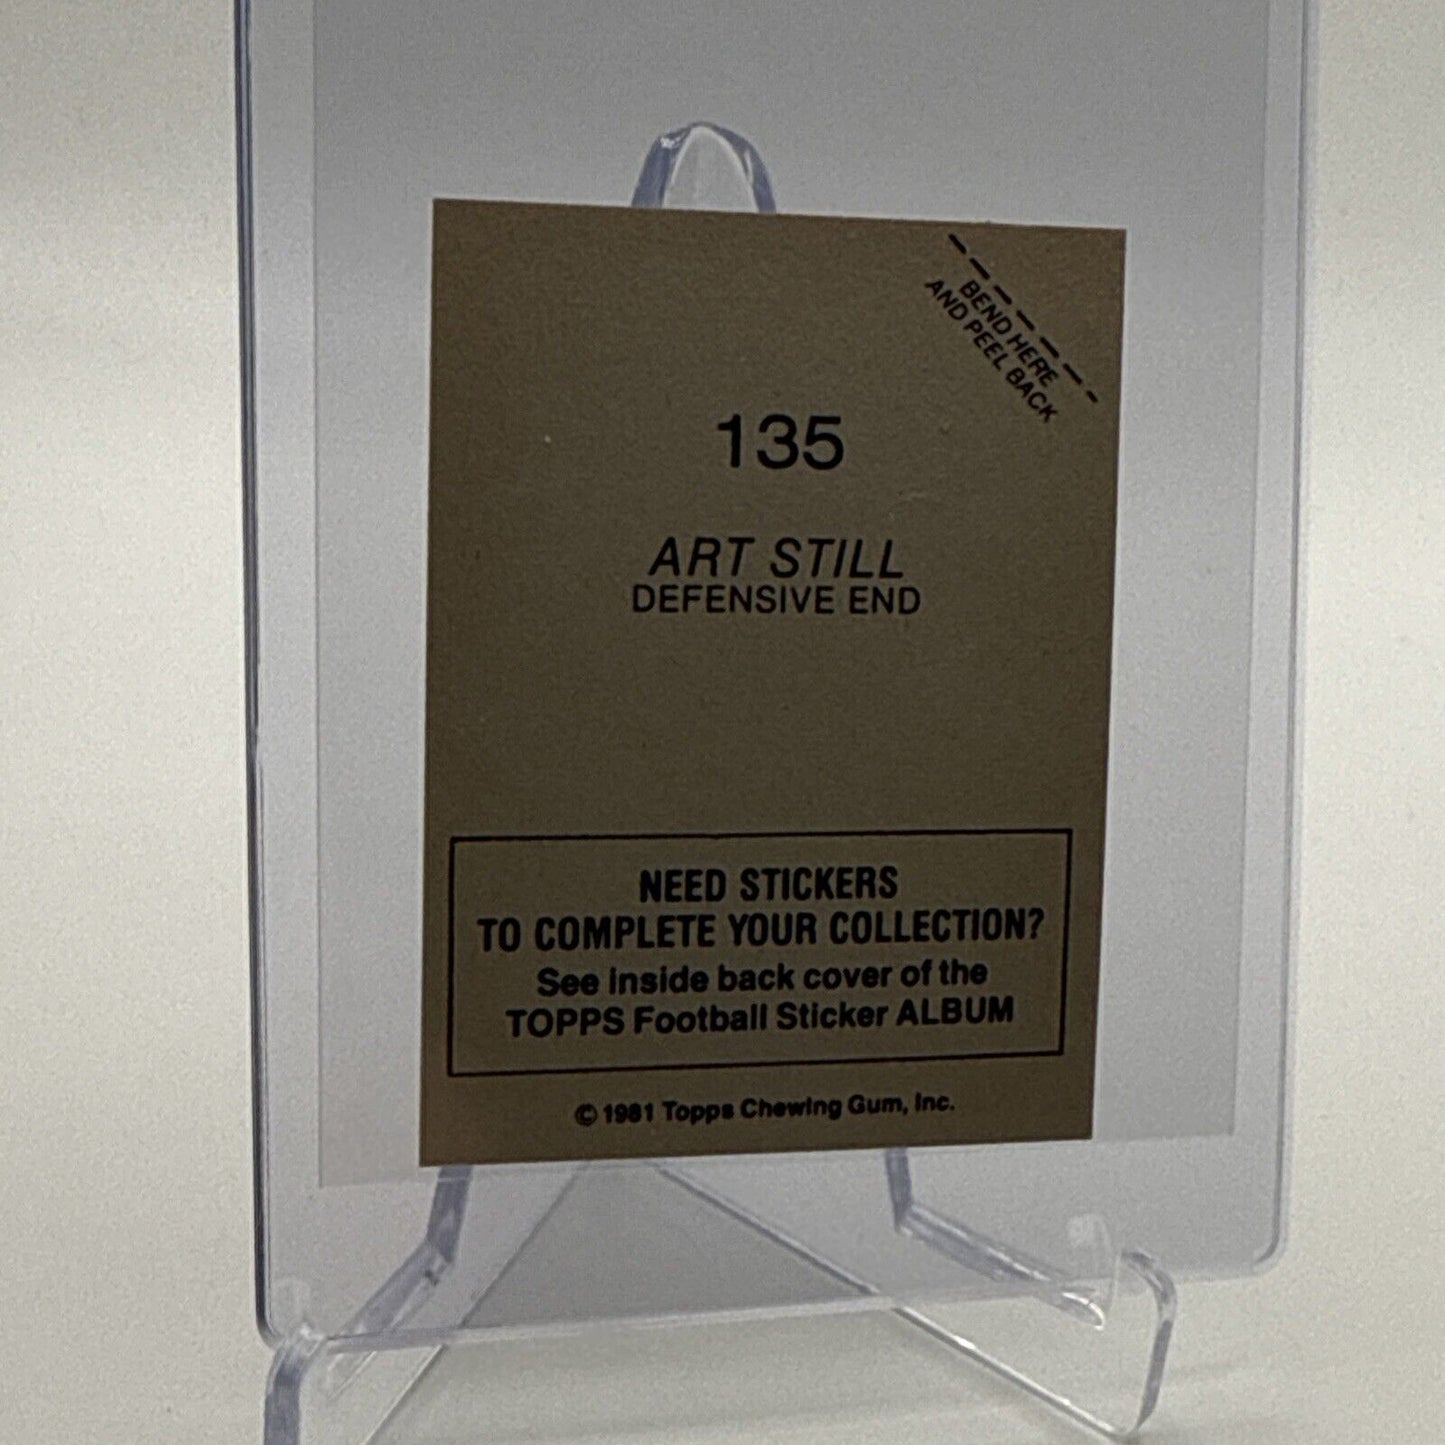 BEND HERE
AND PEEL BACK
135
ART STILL
DEFENSIVE END
NEED STICKERS
TO COMPLETE YOUR COLLECTION?
See inside back cover of the
TOPPS Football Sticker ALBUM
© 1981 Topps Chewing Gum, Inc.